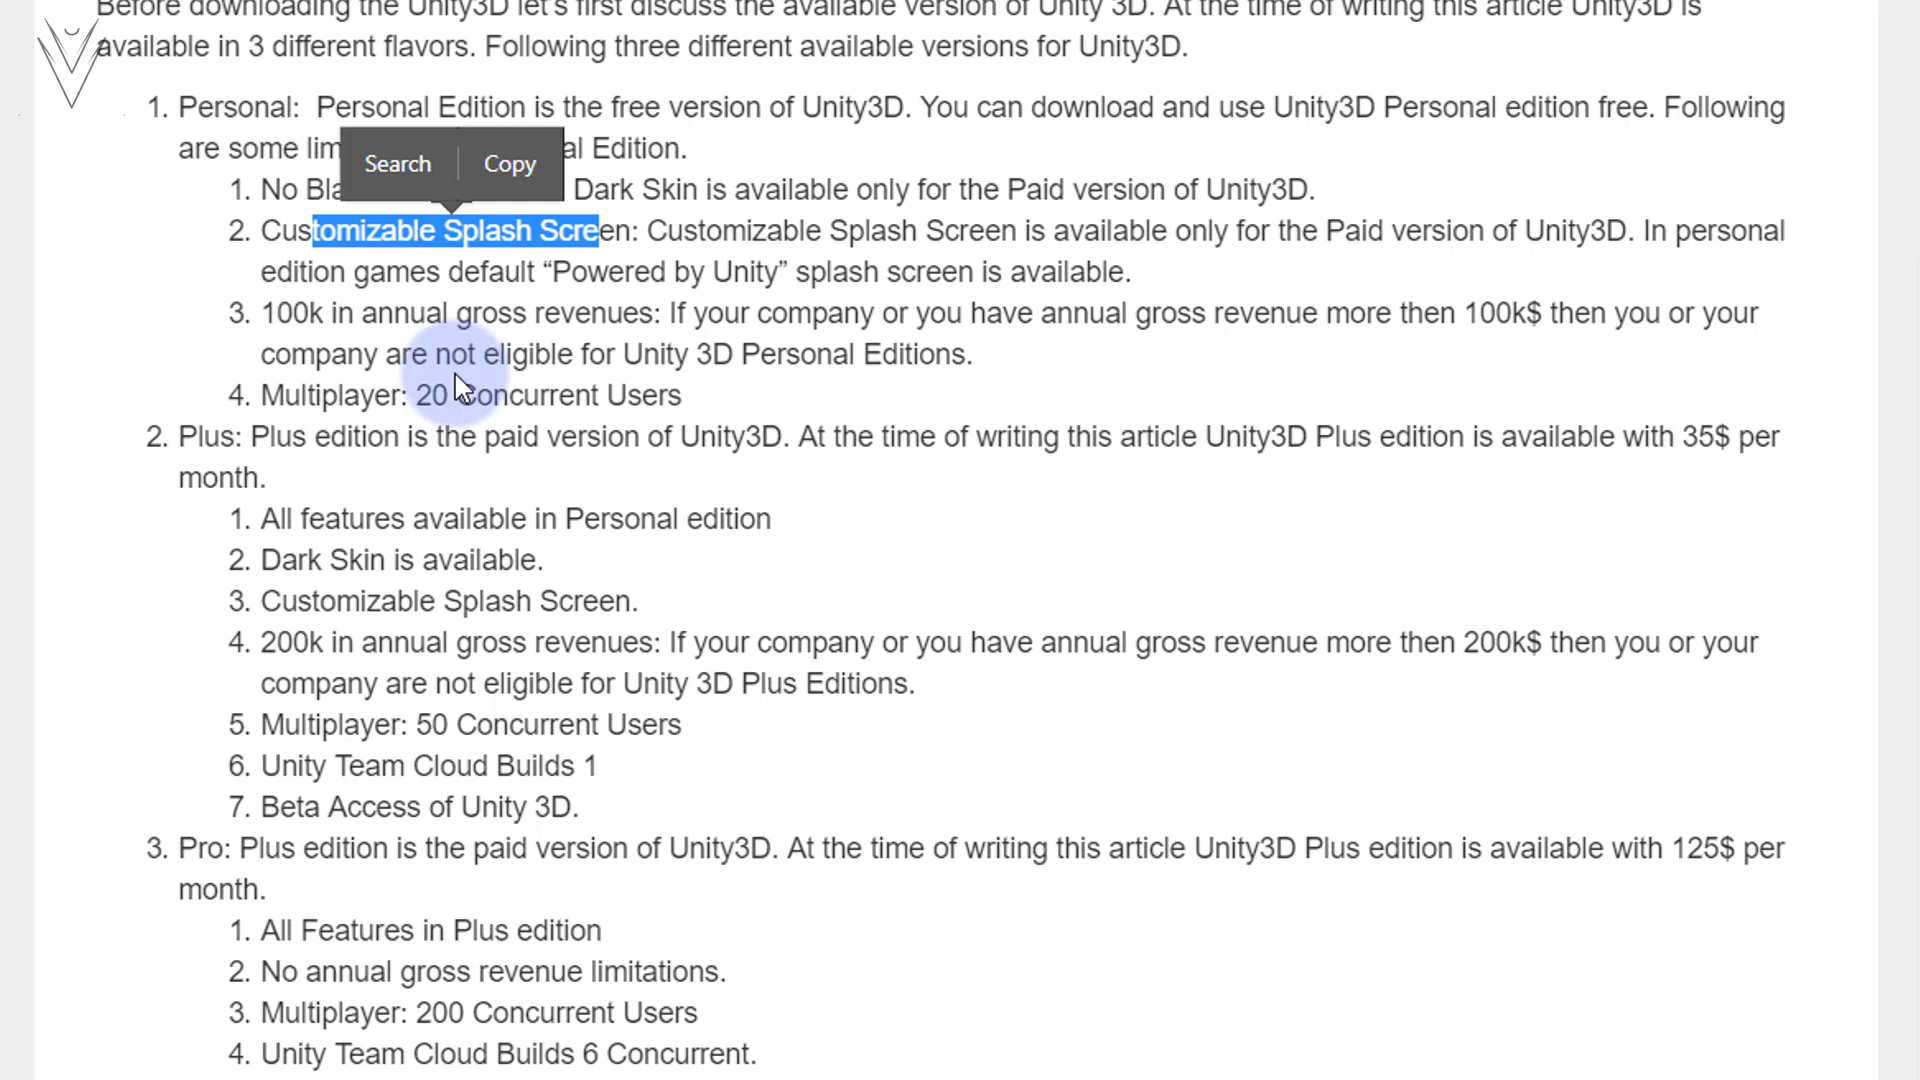 Before downloading the Unity3D let's first discuss the available version of Unity 3D. At the time of writing this article Unity3D is
available in 3 different flavors. Following three different available versions for Unity3D.
1. Personal: Personal Edition is the free version of Unity3D. You can download and use Unity3D Personal edition free. Following
are some lim al Edition.
Search Copy
1. No Bla Dark Skin is available only for the Paid version of Unity3D.
2. Customizable Splash Screen: Customizable Splash Screen is available only for the Paid version of Unity3D. In personal
edition games default “Powered by Unity” splash screen is available.
3. 100k in annual gross revenues: If your company or you have annual gross revenue more then 100k$ then you or your
company are not eligible for Unity 3D Personal Editions.
4. Multiplayer: 20 Concurrent Users
2. Plus: Plus edition is the paid version of Unity3D. At the time of writing this article Unity3D Plus edition is available with 35$ per
month.
1. All features available in Personal edition
2. Dark Skin is available.
3. Customizable Splash Screen.
4. 200k in annual gross revenues: If your company or you have annual gross revenue more then 200k$ then you or your
company are not eligible for Unity 3D Plus Editions.
5. Multiplayer: 50 Concurrent Users
6. Unity Team Cloud Builds 1
7. Beta Access of Unity 3D.
3. Pro: Plus edition is the paid version of Unity3D. At the time of writing this article Unity3D Plus edition is available with 125$ per
month.
1. All Features in Plus edition
2. No annual gross revenue limitations.
3. Multiplayer: 200 Concurrent Users
4. Unity Team Cloud Builds 6 Concurrent.